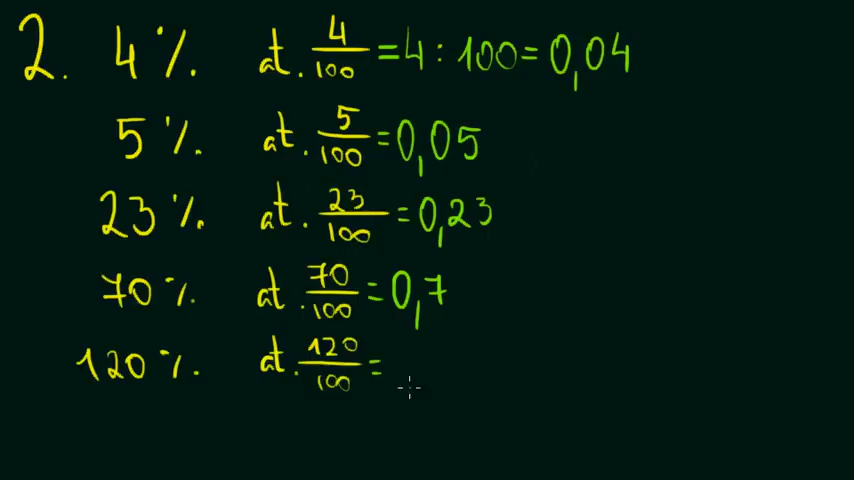 2. 4 %. at. 4/100 = 4 : 100 = 0,04
5 %. at. 5/100 = 0,05
23 %. at. 23/100 = 0,23
70 %. at. 70/100 = 0,7
120 %. at. 120/100 =